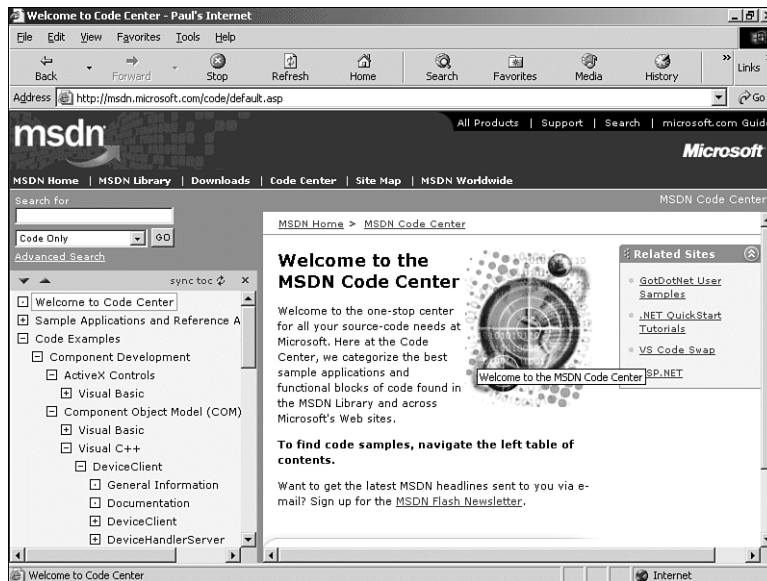 Welcome to Code Center - Paul's Internet
File Edit View Favorites Tools Help
Back Forward Stop Refresh Home Search Favorites Media History » Links
Address http://msdn.microsoft.com/code/default.asp Go
All Products | Support | Search | microsoft.com Guide
msdn
Microsoft
MSDN Home | MSDN Library | Downloads | Code Center | Site Map | MSDN Worldwide
Search for
MSDN Code Center
Code Only GO
Advanced Search
sync toc
Welcome to Code Center
Sample Applications and Reference A
Code Examples
Component Development
ActiveX Controls
Visual Basic
Component Object Model (COM)
Visual Basic
Visual C++
DeviceClient
General Information
Documentation
DeviceClient
DeviceHandlerServer
MSDN Home > MSDN Code Center
Welcome to the
MSDN Code Center
Welcome to the one-stop center
for all your source-code needs at
Microsoft. Here at the Code
Center, we categorize the best
sample applications and
functional blocks of code found in
the MSDN Library and across
Microsoft's Web sites.
Welcome to the MSDN Code Center
To find code samples, navigate the left table of
contents.
Want to get the latest MSDN headlines sent to you via e-
mail? Sign up for the MSDN Flash Newsletter.
Related Sites
GotDotNet User
Samples
.NET QuickStart
Tutorials
VS Code Swap
SP.NET
Welcome to Code Center Internet